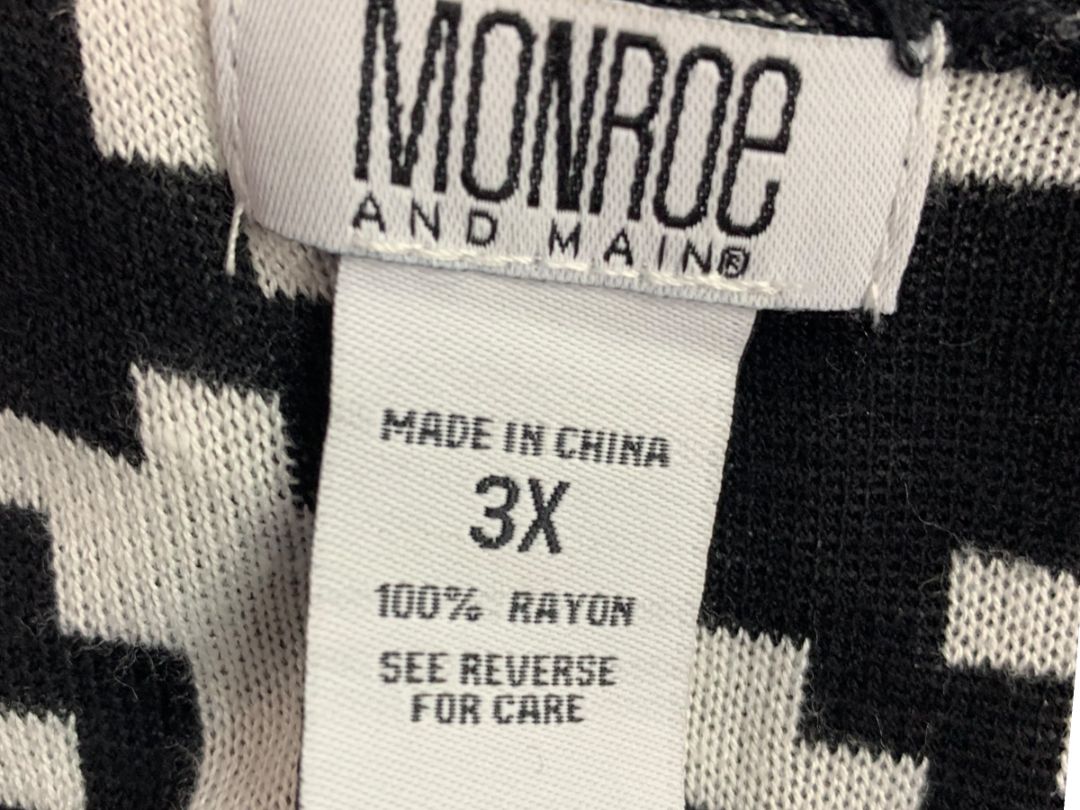 MONROe
AND MAIN®
MADE IN CHINA
3X
100% RAYON
SEE REVERSE
FOR CARE